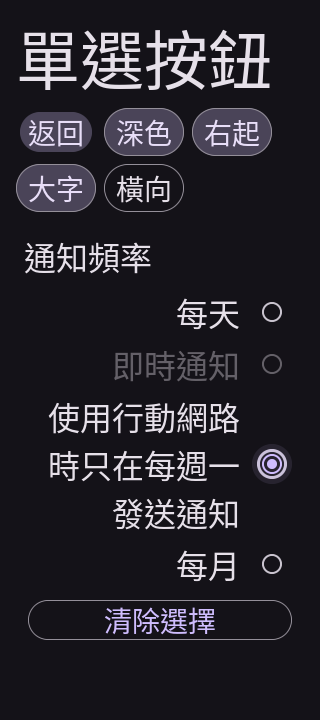 單選按鈕
返回 深色 右起
大字 橫向
通知頻率
每天
即時通知
使用行動網路
時只在每週一
發送通知
每月
清除選擇